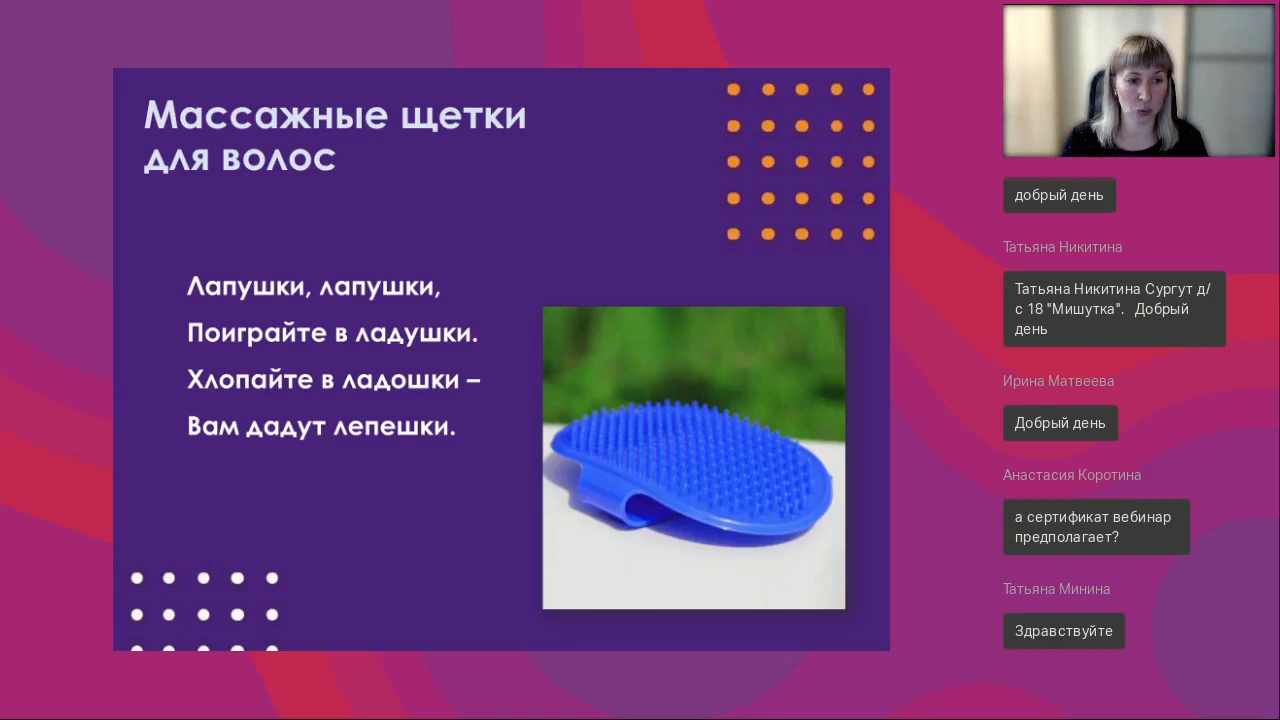 Массажные щетки
для волос
Лапушки, лапушки,
Поиграйте в ладушки.
Хлопайте в ладошки –
Вам дадут лепешки.
добрый день
Татьяна Никитина
Татьяна Никитина Сургут д/
с 18 "Мишутка". Добрый
день
Ирина Матвеева
Добрый день
Анастасия Коротина
а сертификат вебинар
предполагает?
Татьяна Минина
Здравствуйте